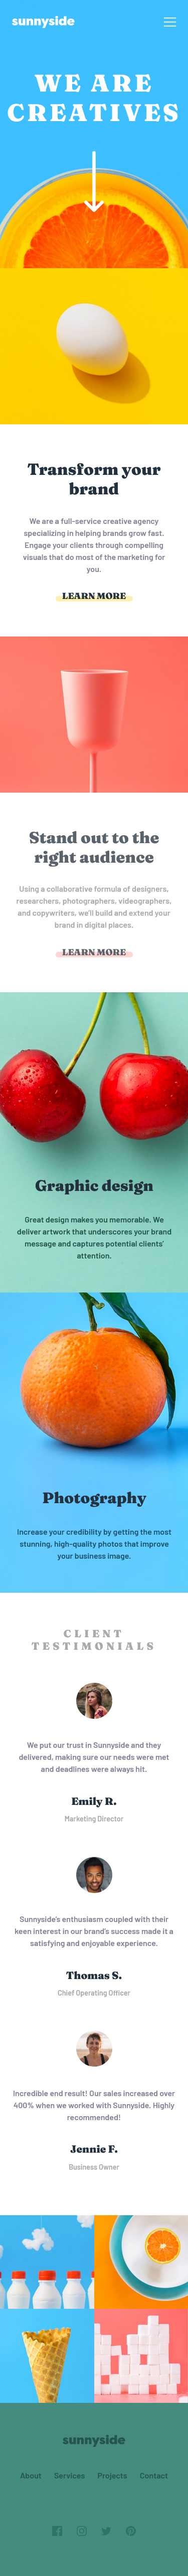 sunnyside
WE ARE
CREATIVES
Transform your
brand
We are a full-service creative agency
specializing in helping brands grow fast.
Engage your clients through compelling
visuals that do most of the marketing for
you.
LEARN MORE
Stand out to the
right audience
Using a collaborative formula of designers,
researchers, photographers, videographers,
and copywriters, we'll build and extend your
brand in digital places.
LEARN MORE
Graphic design
Great design makes you memorable. We
deliver artwork that underscores your brand
message and captures potential clients'
attention.
Photography
Increase your credibility by getting the most
stunning, high-quality photos that improve
your business image.
CLIENT
TESTIMONIALS
We put our trust in Sunnyside and they
delivered, making sure our needs were met
and deadlines were always hit.
Emily R.
Marketing Director
Sunnyside's enthusiasm coupled with their
keen interest in our brand's success made it a
satisfying and enjoyable experience.
Thomas S.
Chief Operating Officer
Incredible end result! Our sales increased over
400% when we worked with Sunnyside. Highly
recommended!
Jennie F.
Business Owner
sunnyside
About Services Projects Contact